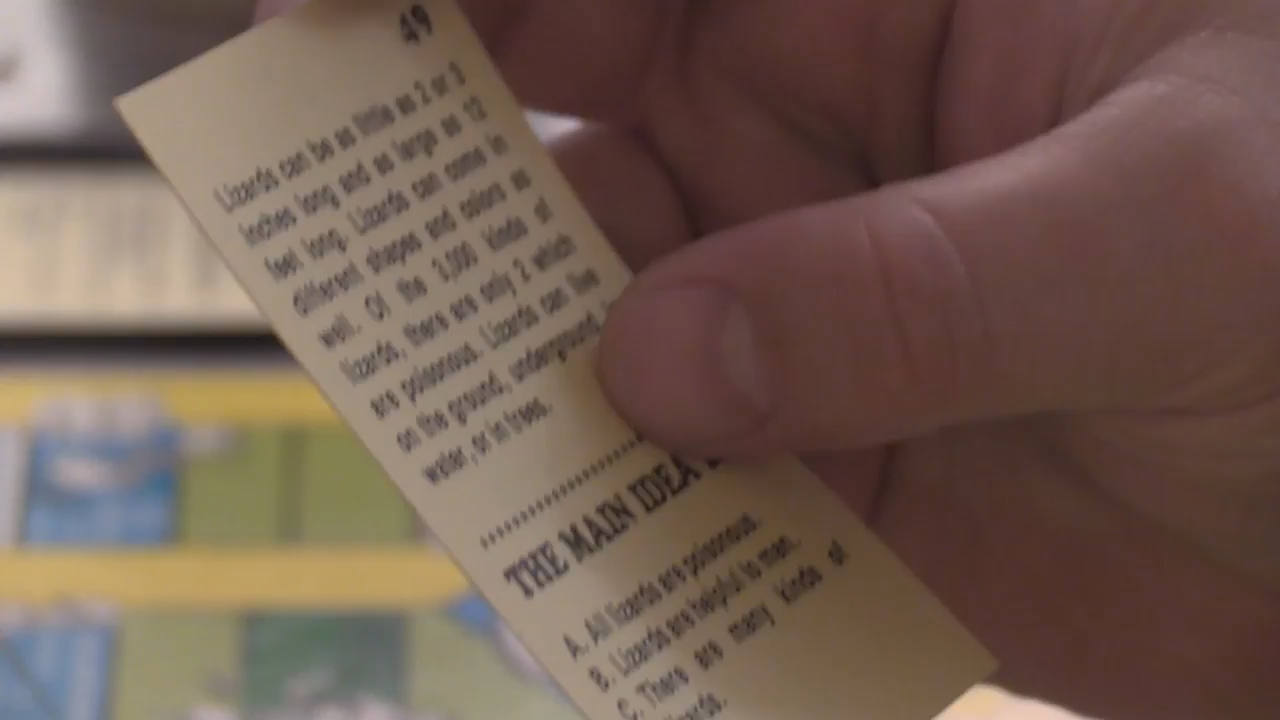 49
Lizards can be as little as 2 or 3
inches long and as large as 12
feet long. Lizards can come in
different shapes and colors as
well. Of the 3,000 kinds of
lizards, there are only 2 which
are poisonous. Lizards can live
on the ground, underground,
water, or in trees.
THE MAIN IDEA
A. All lizards are poisonous.
B. Lizards are helpful to man.
C. There are many kinds of
lizards.